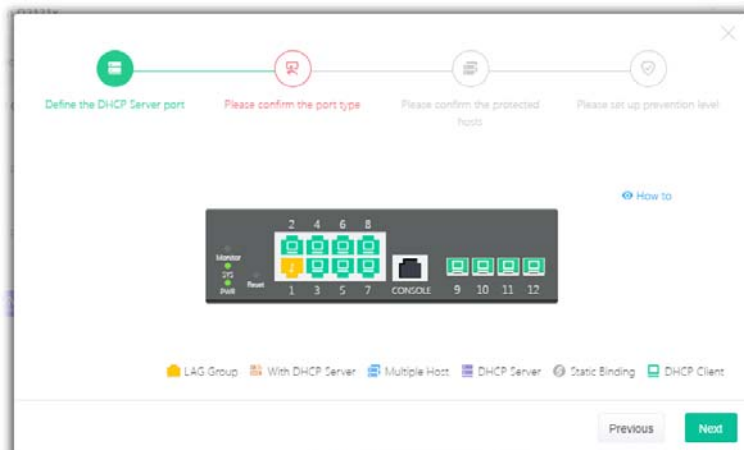 Define the DHCP Server port
Please confirm the port type
Please confirm the protected
hosts
Please set up prevention level
How to
2 4 6 8
Monitor
SYS
PWR
Reset
1 3 5 7 CONSOLE 9 10 11 12
LAG Group With DHCP Server Multiple Host DHCP Server Static Binding DHCP Client
Previous Next